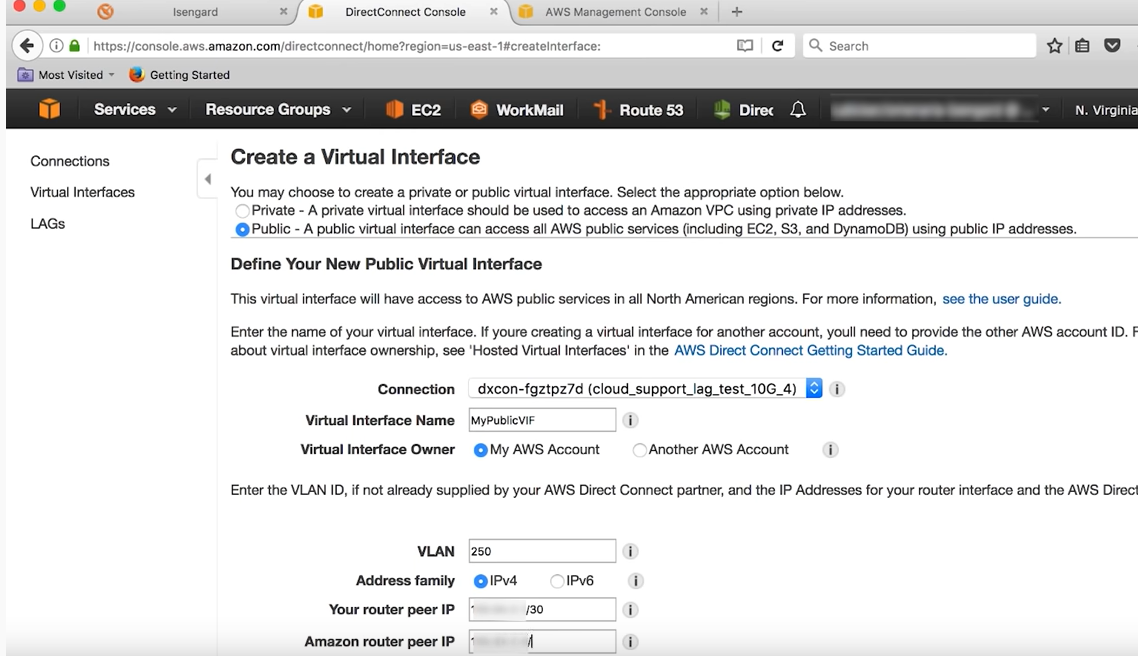 Isengard
DirectConnect Console
AWS Management Console
https://console.aws.amazon.com/directconnect/home?region=us-east-1#createInterface:
Search
Most Visited
Getting Started
Services
Resource Groups
EC2
WorkMail
Route 53
Direc
N. Virginia
Connections
Virtual Interfaces
LAGs
Create a Virtual Interface
You may choose to create a private or public virtual interface. Select the appropriate option below.
Private - A private virtual interface should be used to access an Amazon VPC using private IP addresses.
Public - A public virtual interface can access all AWS public services (including EC2, S3, and DynamoDB) using public IP addresses.
Define Your New Public Virtual Interface
This virtual interface will have access to AWS public services in all North American regions. For more information, see the user guide.
Enter the name of your virtual interface. If youre creating a virtual interface for another account, youll need to provide the other AWS account ID. F
about virtual interface ownership, see 'Hosted Virtual Interfaces' in the AWS Direct Connect Getting Started Guide.
Connection dxcon-fgztpz7d (cloud_support_lag_test_10G_4)
Virtual Interface Name MyPublicVIF
Virtual Interface Owner My AWS Account Another AWS Account
Enter the VLAN ID, if not already supplied by your AWS Direct Connect partner, and the IP Addresses for your router interface and the AWS Direct
VLAN 250
Address family IPv4 IPv6
Your router peer IP /30
Amazon router peer IP /